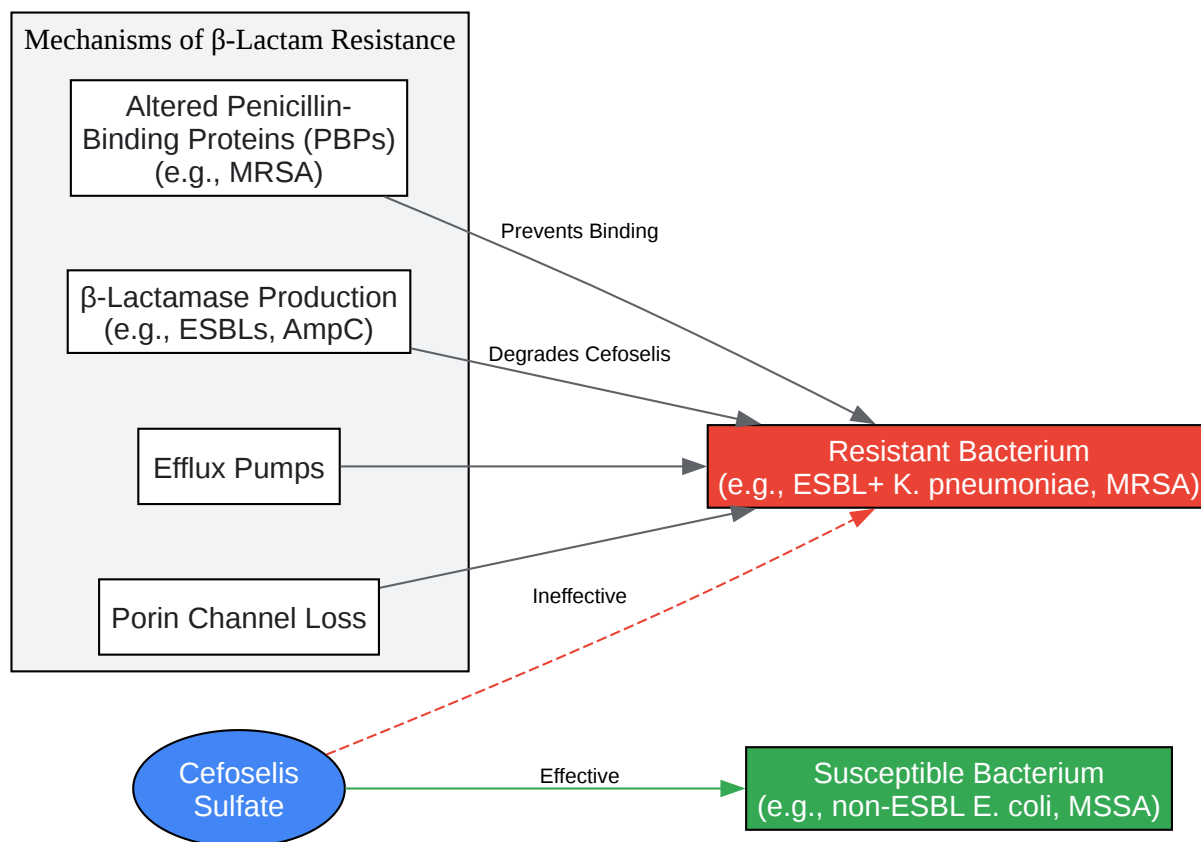 Mechanisms of β-Lactam Resistance
Altered Penicillin-
Binding Proteins (PBPs)
(e.g., MRSA)
Prevents Binding
β-Lactamase Production
(e.g., ESBLs, AmpC)
Degrades Cefoselis
Efflux Pumps
Resistant Bacterium
(e.g., ESBL+ K. pneumoniae, MRSA)
Porin Channel Loss
Ineffective
Cefoselis
Sulfate
Effective
Susceptible Bacterium
(e.g., non-ESBL E. coli, MSSA)